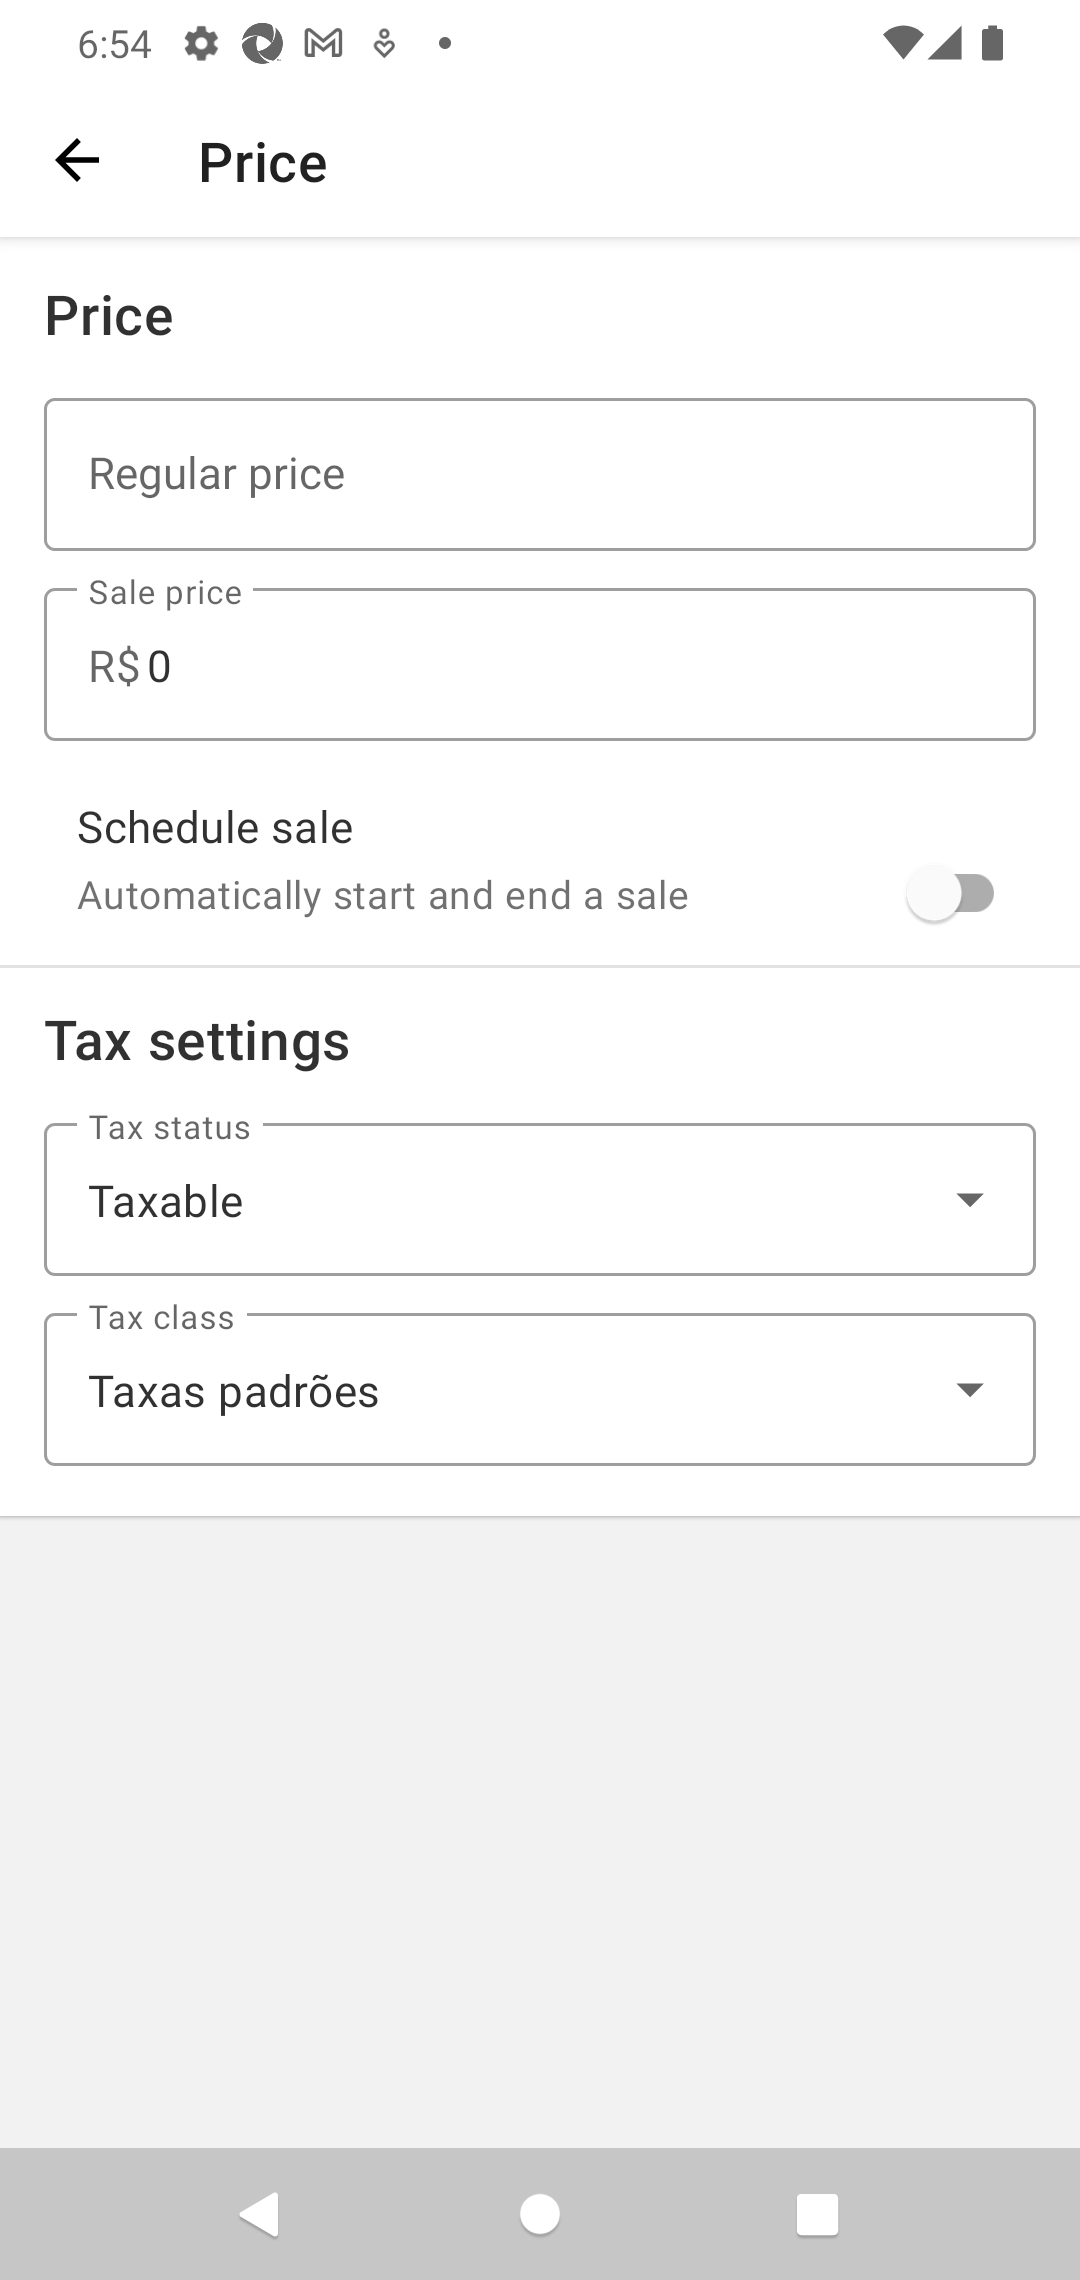 6:54
Price
Price
Regular price
Sale price
R$0
Schedule sale
Automatically start and end a sale
Tax settings
Tax status
Taxable
Tax class
Taxas padrões